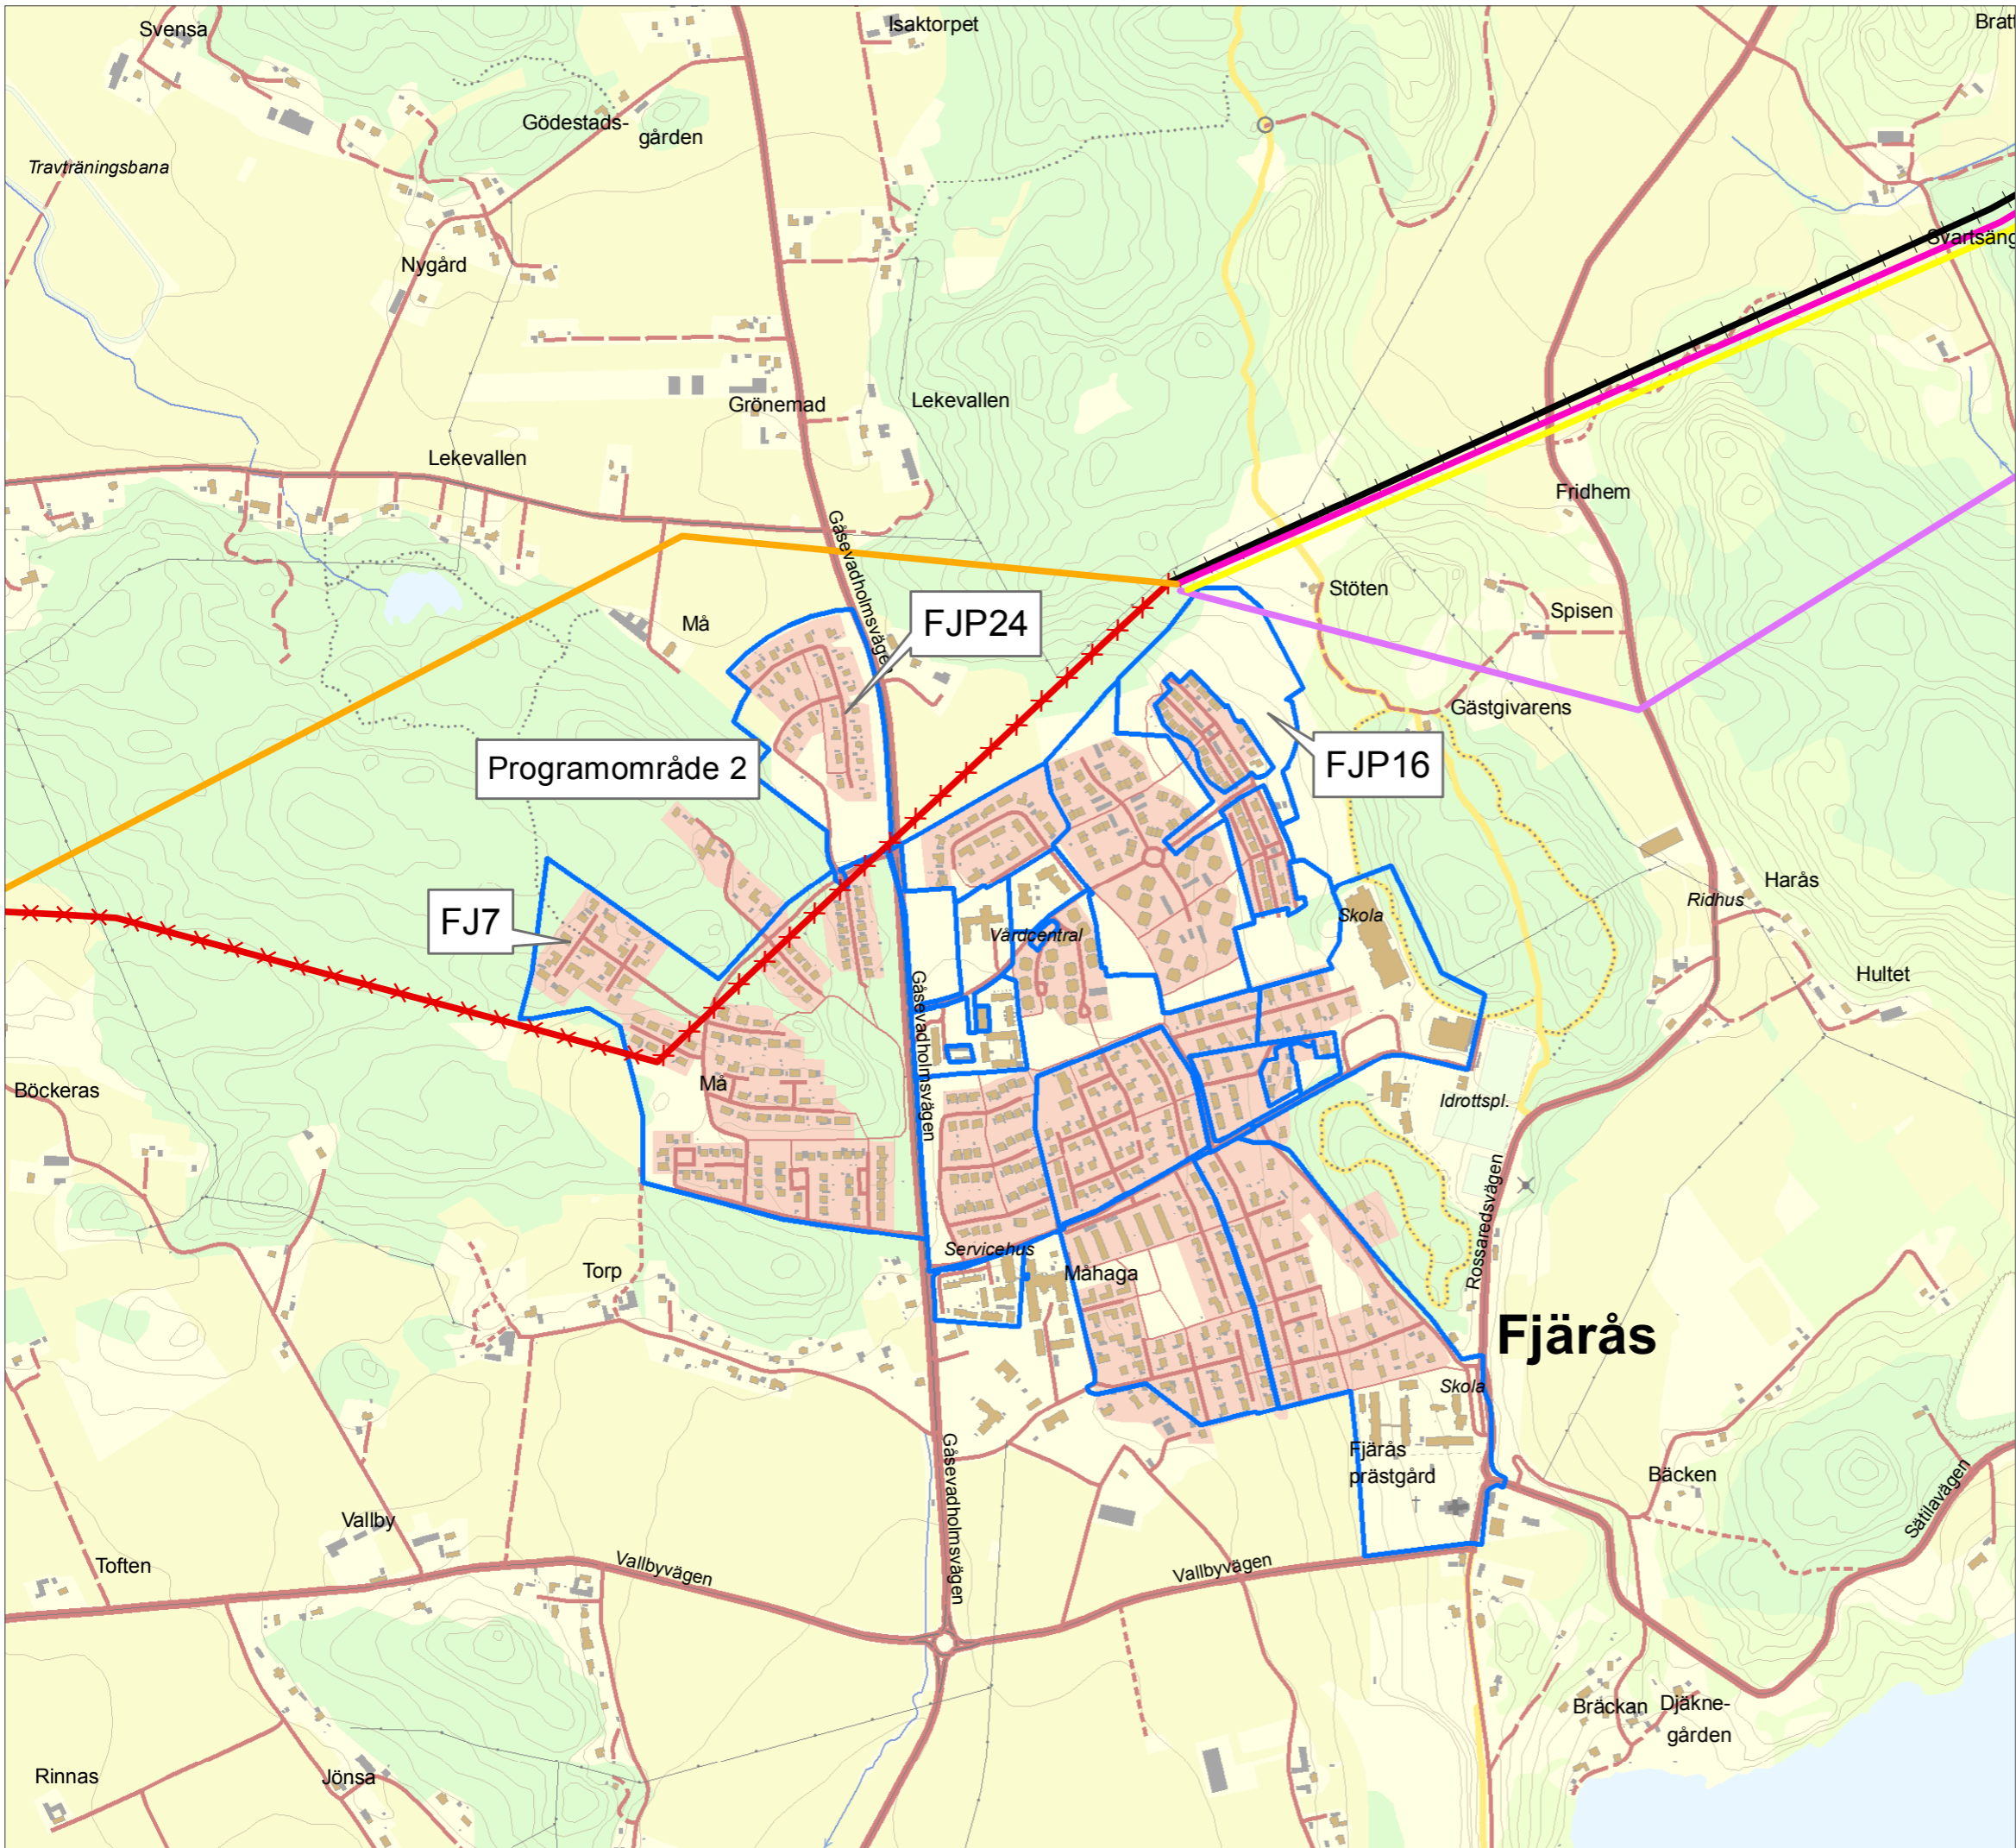 Svensa
Isaktorpet
Bratt
Gödestads-
gården
Travträningsbana
Nygård
Svartsäng
Grönemad
Lekevallen
Lekevallen
Fridhem
Gåsevadholmsvägen
Stöten
Spisen
Må
FJP24
Gästgivarens
Programområde 2
FJP16
Harås
Ridhus
FJ7
Skola
Vårdcentral
Hultet
Gåsevadholmsvägen
Böckeras
Må
Idrottspl.
Rossaredsvägen
Servicehus
Torp
Måhaga
Fjärås
Skola
Fjärås
prästgård
Bäcken
Sätilavägen
Gåsevadholmsvägen
Vallby
Toften
Vallbyvägen
Vallbyvägen
Bräckan
Djäkne-
gården
Rinnas
Jönsa